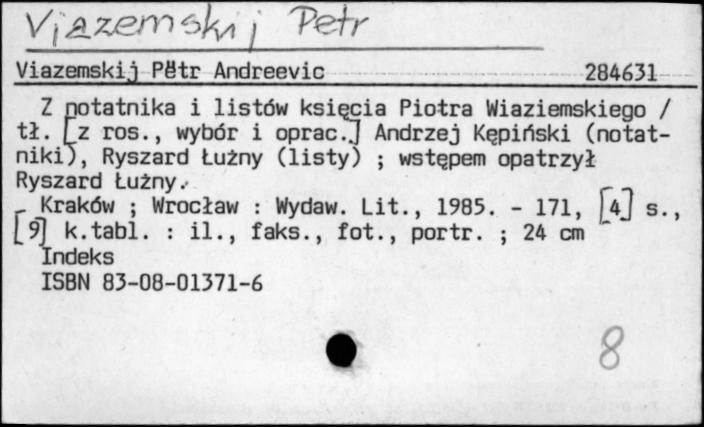 Viazemskij Petr
Viazemskij Pëtr Andreevic 284631
Z notatnika i listów księcia Piotra Wiaziemskiego /
tł. [z ros., wybór i oprac.] Andrzej Kępiński (notat-
niki), Ryszard Łużny (listy) ; wstępem opatrzył
Ryszard Łużny.
Kraków ; Wrocław : Wydaw. Lit., 1985. - 171, [4] s.,
[9] k.tabl. : il., faks., fot., portr. ; 24 cm
Indeks
ISBN 83-08-01371-6
8